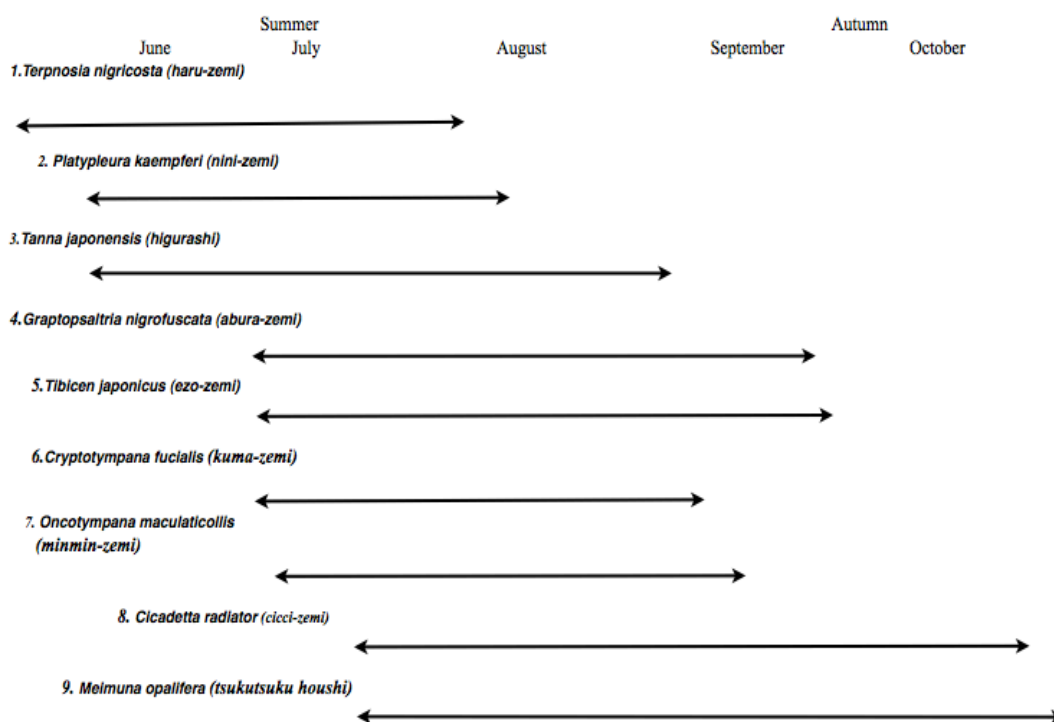 Summer Autumn
June July August September October
1.Terpnosia nigricosta (haru-zemi)
2. Platypleura kaempferi (nini-zemi)
3.Tanna japonensis (higurashi)
4.Graptopsaltria nigrofuscata (abura-zemi)
5.Tibicen japonicus (ezo-zemi)
6.Cryptotympana fucialis (kuma-zemi)
7. Oncotympana maculaticollis
(minmin-zemi)
8. Cicadetta radiator (cicci-zemi)
9. Meimuna opalifera (tsukutsuku houshi)